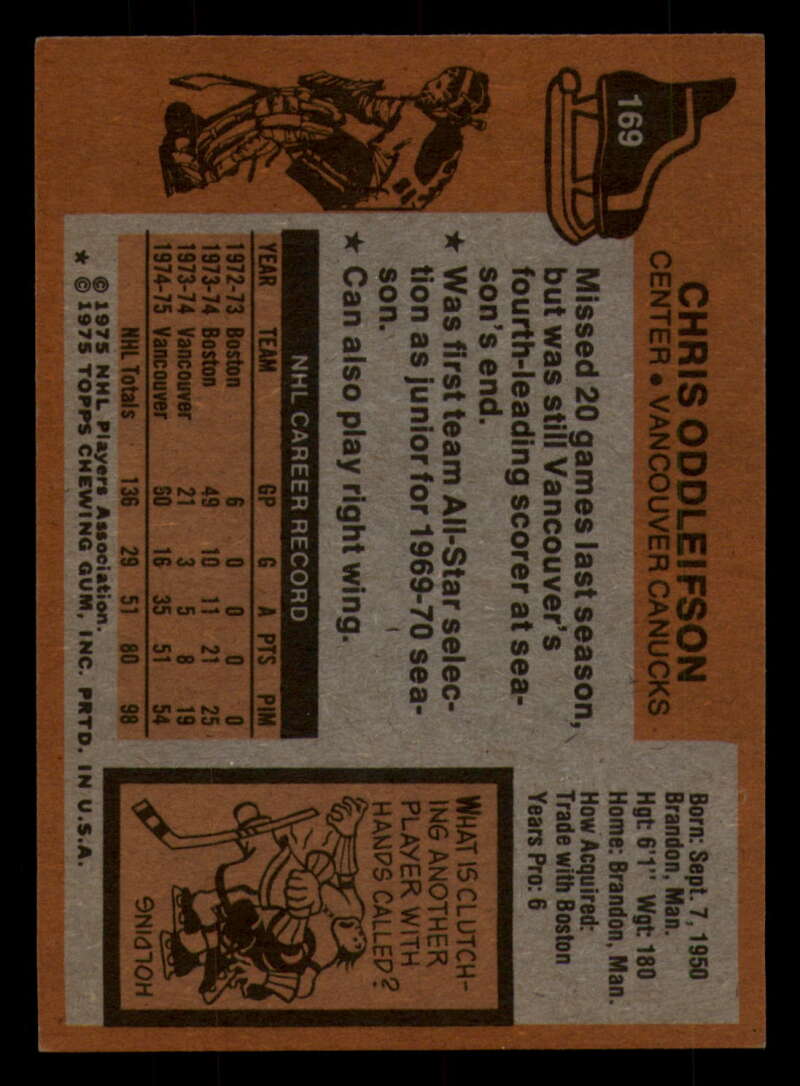 169
CHRIS ODDLEIFSON
CENTER • VANCOUVER CANUCKS
Missed 20 games last season,
but was still Vancouver's
fourth-leading scorer at sea-
son's end.
★ Was first team All-Star selec-
tion as junior for 1969-70 sea-
son.
★ Can also play right wing.
NHL CAREER RECORD
YEAR TEAM GP G A PTS PIM
1972-73 Boston 6 0 0 0 0
1973-74 Boston 49 10 11 21 25
1973-74 Vancouver 21 3 5 8 19
1974-75 Vancouver 60 16 35 51 54
NHL Totals 136 29 51 80 98
© 1975 NHL Players Association.
★ © 1975 TOPPS CHEWING GUM, INC. PRTD. IN U.S.A.
Born: Sept. 7, 1950
Brandon, Man.
Hgt: 6'1" Wgt: 180
Home: Brandon, Man.
How Acquired:
Trade with Boston
Years Pro: 6
WHAT IS CLUTCH-
ING ANOTHER
PLAYER WITH
HANDS CALLED?
HOLDING